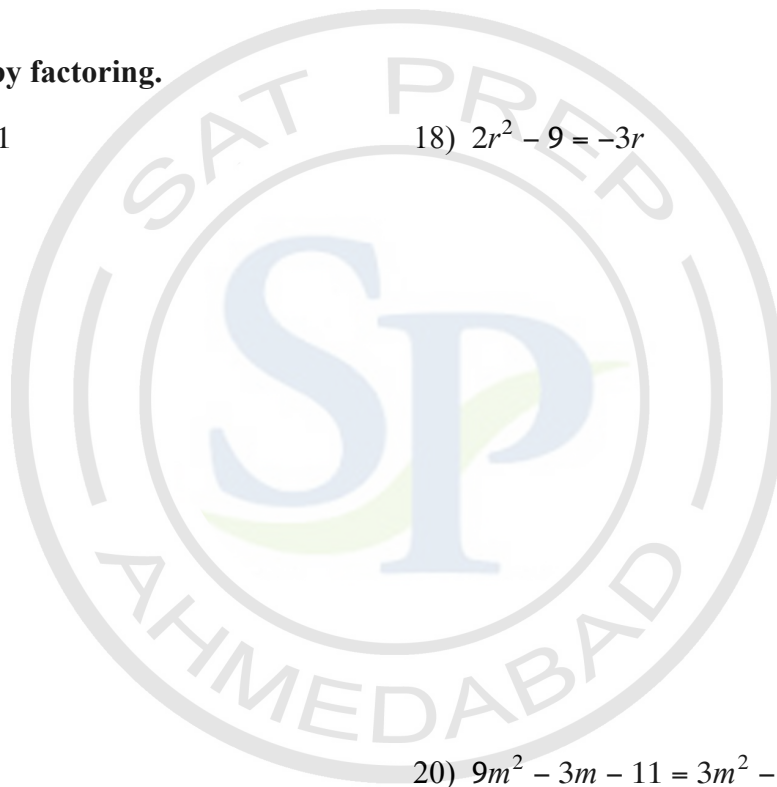 by factoring.
1
18) 2r² – 9 = –3r
SAT PREP
SP
AHMEDABAD
20) 9m² – 3m – 11 = 3m² –